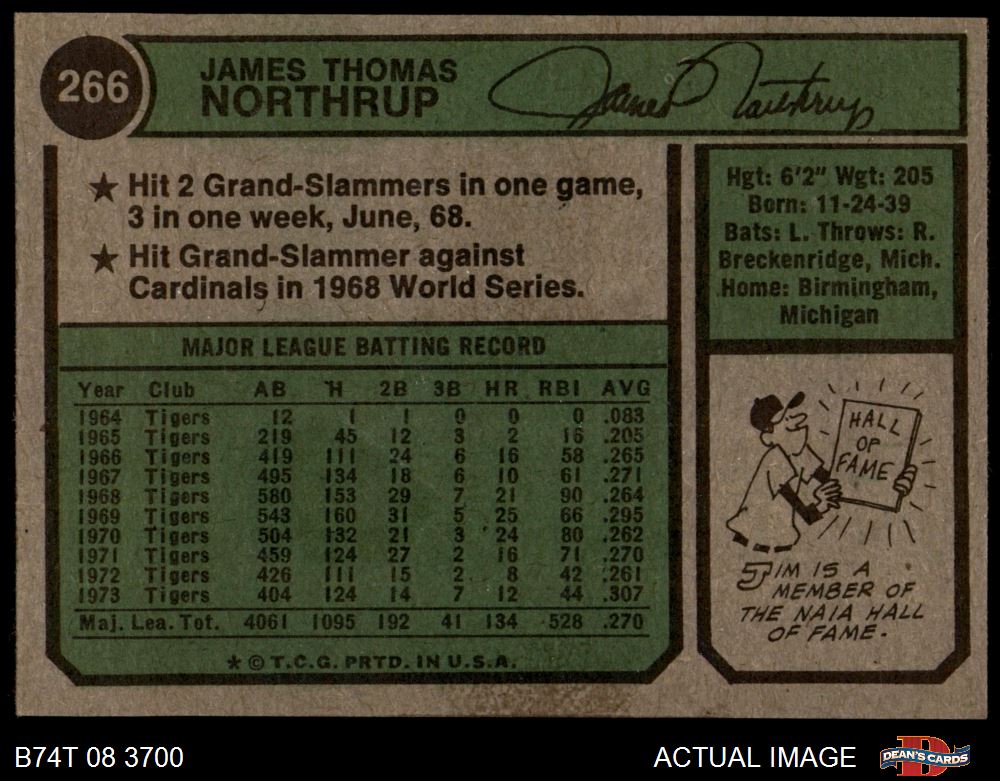 266
JAMES THOMAS
NORTHRUP
James Northrup
★ Hit 2 Grand-Slammers in one game,
3 in one week, June, 68.
★ Hit Grand-Slammer against
Cardinals in 1968 World Series.
Hgt: 6'2" Wgt: 205
Born: 11-24-39
Bats: L. Throws: R.
Breckenridge, Mich.
Home: Birmingham,
Michigan
MAJOR LEAGUE BATTING RECORD
Year Club AB H 2B 3B HR RBI AVG
1964 Tigers 12 1 1 0 0 0 .083
1965 Tigers 219 45 12 3 2 16 .205
1966 Tigers 419 111 24 6 16 58 .265
1967 Tigers 495 134 18 6 10 61 .271
1968 Tigers 580 153 29 7 21 90 .264
1969 Tigers 543 160 31 5 25 66 .295
1970 Tigers 504 132 21 3 24 80 .262
1971 Tigers 459 124 27 2 16 71 .270
1972 Tigers 426 111 15 2 8 42 .261
1973 Tigers 404 124 14 7 12 44 .307
Maj. Lea. Tot. 4061 1095 192 41 134 528 .270
★ © T.C.G. PRTD. IN U.S.A.
HALL
OF
FAME
JIM IS A
MEMBER OF
THE NAIA HALL
OF FAME.
B74T 08 3700
ACTUAL IMAGE
DEAN'S CARDS